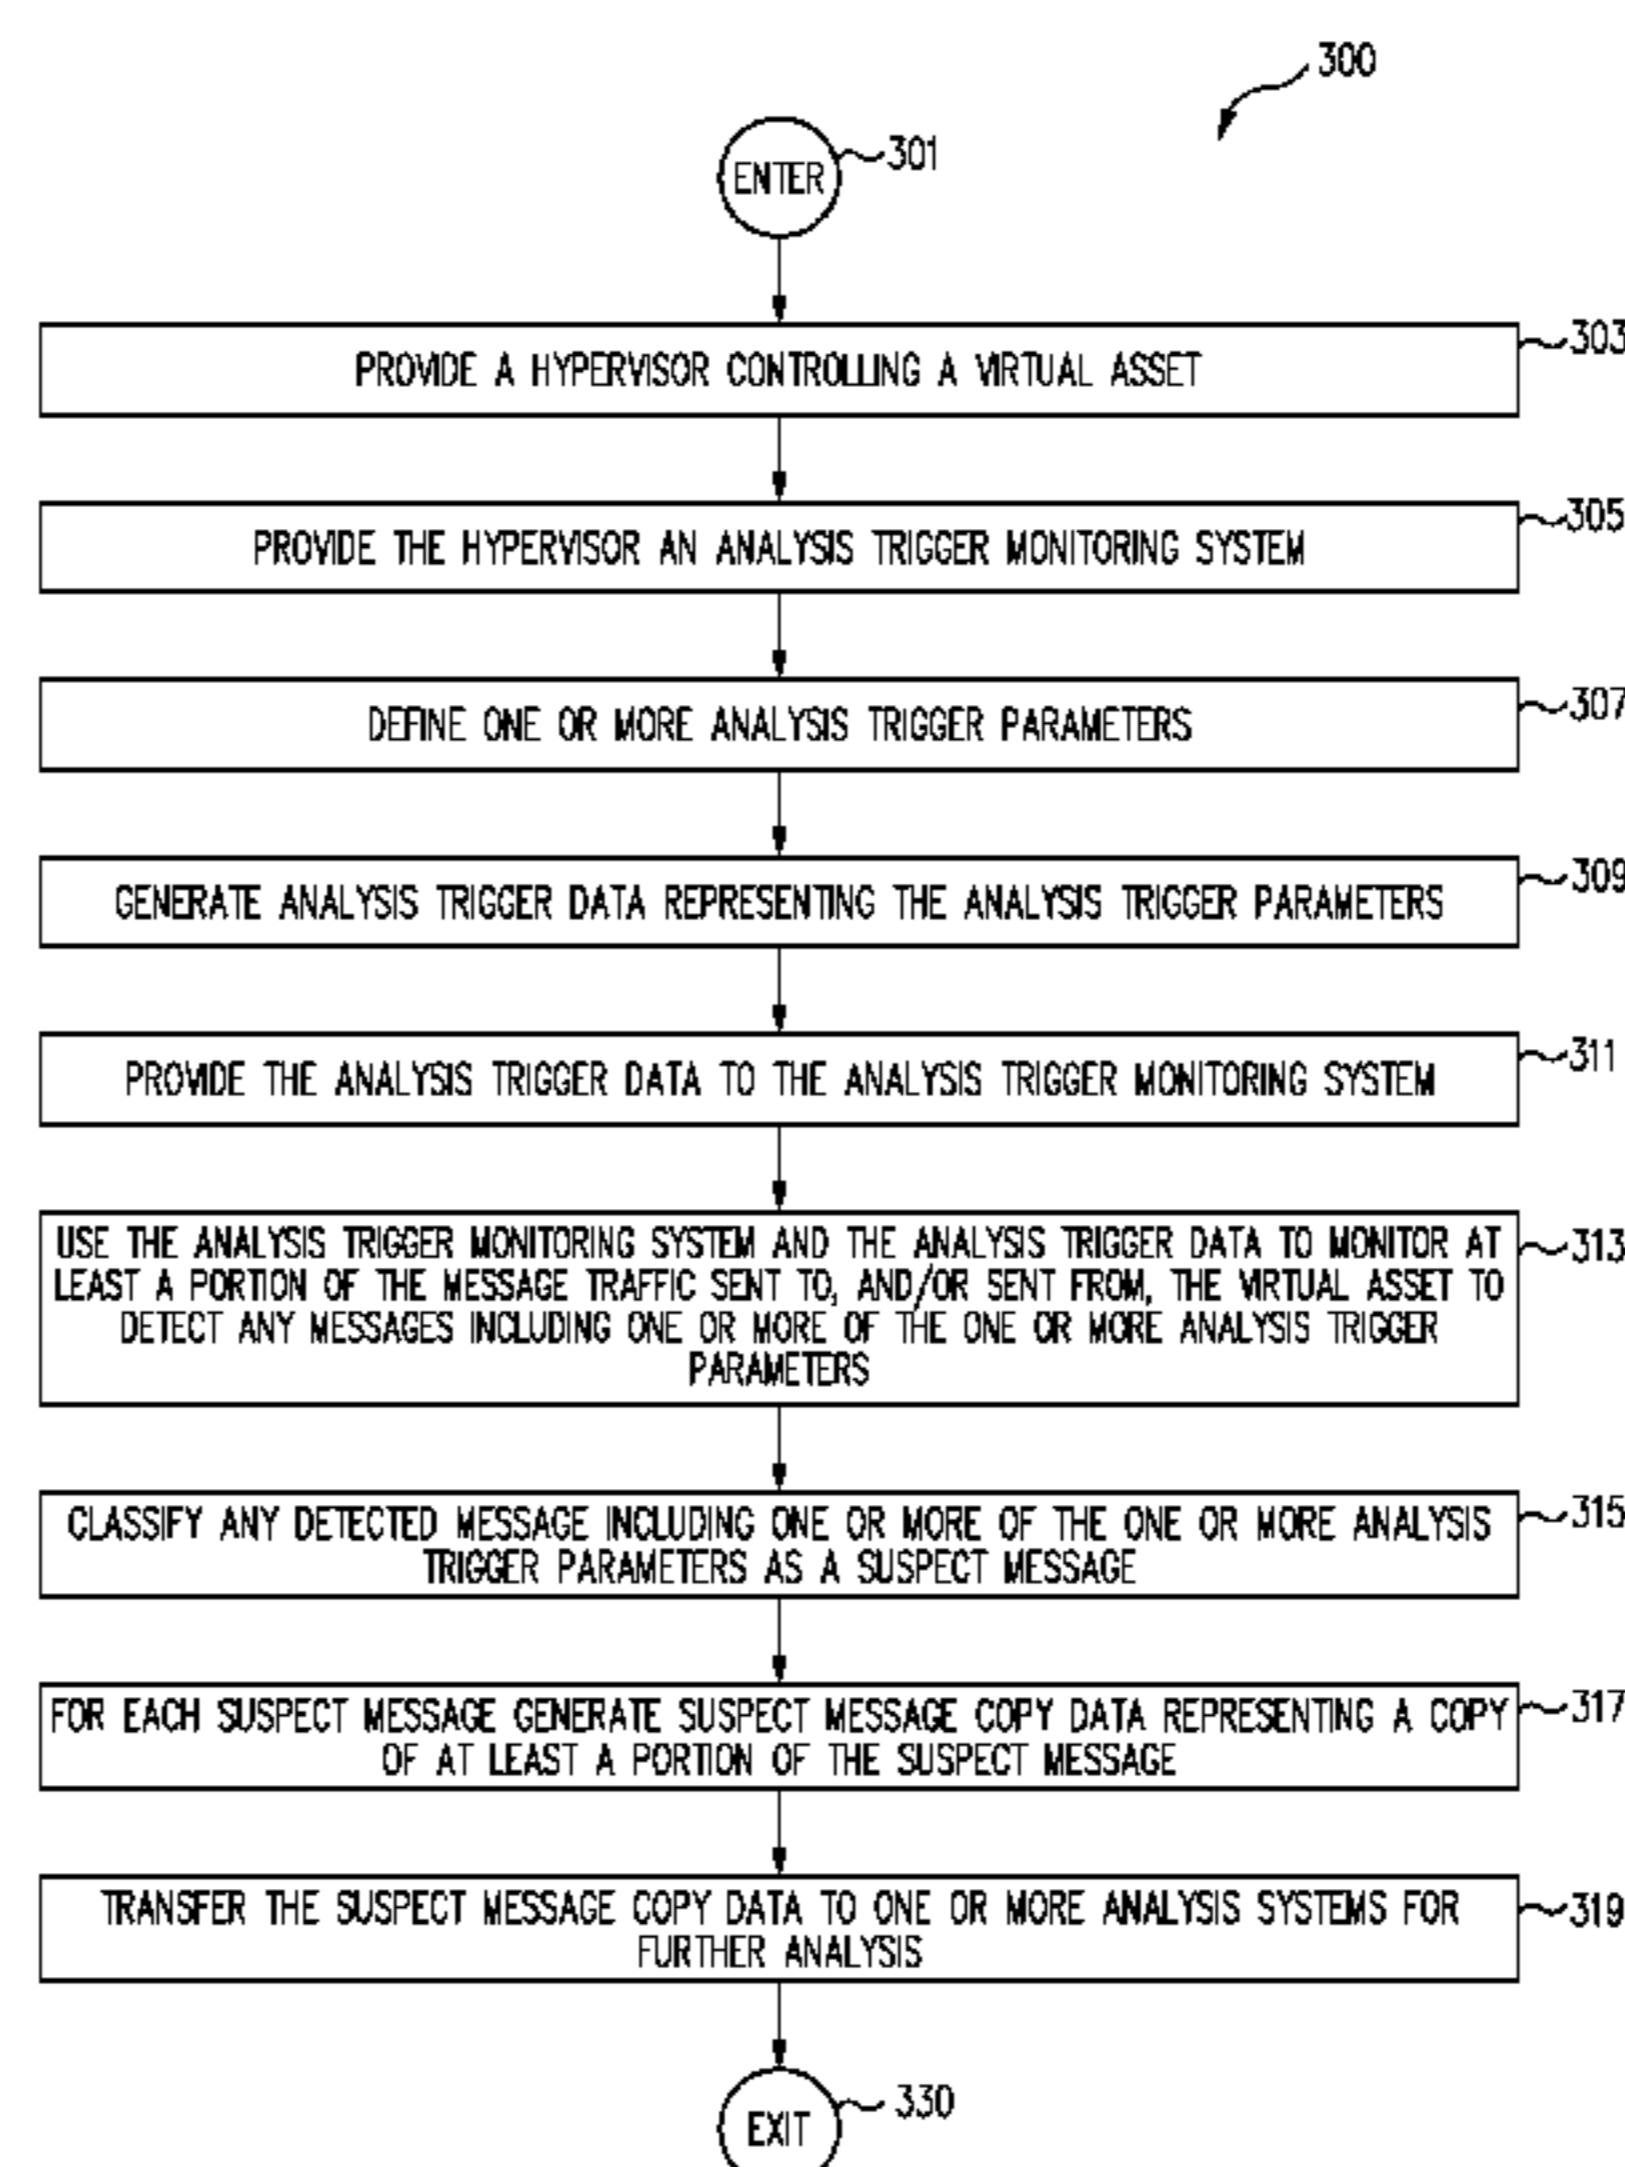 300
ENTER
301
PROVIDE A HYPERVISOR CONTROLLING A VIRTUAL ASSET
303
PROVIDE THE HYPERVISOR AN ANALYSIS TRIGGER MONITORING SYSTEM
305
DEFINE ONE OR MORE ANALYSIS TRIGGER PARAMETERS
307
GENERATE ANALYSIS TRIGGER DATA REPRESENTING THE ANALYSIS TRIGGER PARAMETERS
309
PROVIDE THE ANALYSIS TRIGGER DATA TO THE ANALYSIS TRIGGER MONITORING SYSTEM
311
USE THE ANALYSIS TRIGGER MONITORING SYSTEM AND THE ANALYSIS TRIGGER DATA TO MONITOR AT
LEAST A PORTION OF THE MESSAGE TRAFFIC SENT TO, AND/OR SENT FROM, THE VIRTUAL ASSET TO
DETECT ANY MESSAGES INCLUDING ONE OR MORE OF THE ONE OR MORE ANALYSIS TRIGGER
PARAMETERS
313
CLASSIFY ANY DETECTED MESSAGE INCLUDING ONE OR MORE OF THE ONE OR MORE ANALYSIS
TRIGGER PARAMETERS AS A SUSPECT MESSAGE
315
FOR EACH SUSPECT MESSAGE GENERATE SUSPECT MESSAGE COPY DATA REPRESENTING A COPY
OF AT LEAST A PORTION OF THE SUSPECT MESSAGE
317
TRANSFER THE SUSPECT MESSAGE COPY DATA TO ONE OR MORE ANALYSIS SYSTEMS FOR
FURTHER ANALYSIS
319
EXIT
330